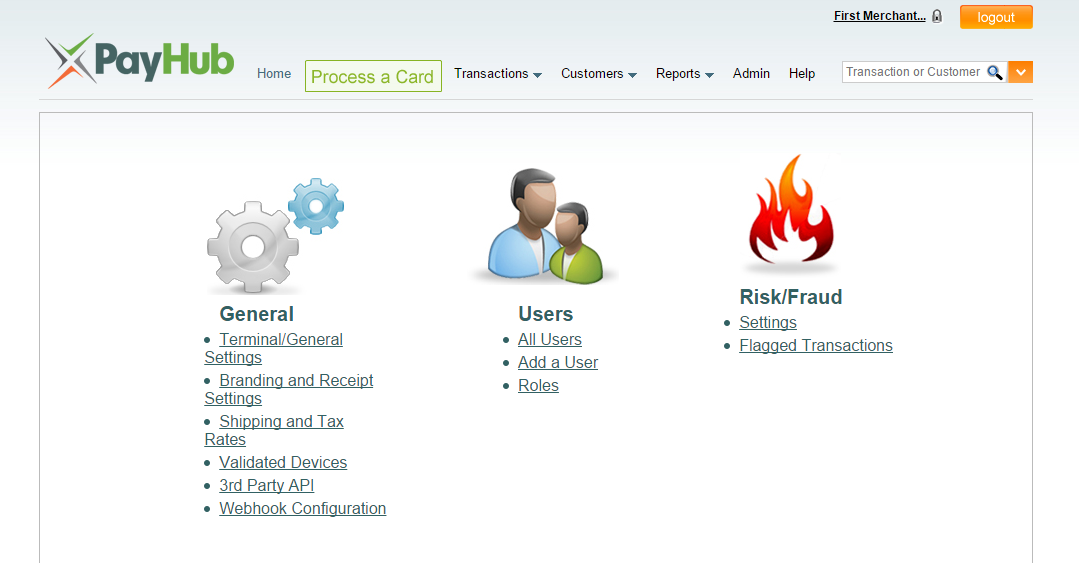 First Merchant...
logout
PayHub
Home
Process a Card
Transactions
Customers
Reports
Admin
Help
Transaction or Customer
General
Terminal/General
Settings
Branding and Receipt
Settings
Shipping and Tax
Rates
Validated Devices
3rd Party API
Webhook Configuration
Users
All Users
Add a User
Roles
Risk/Fraud
Settings
Flagged Transactions